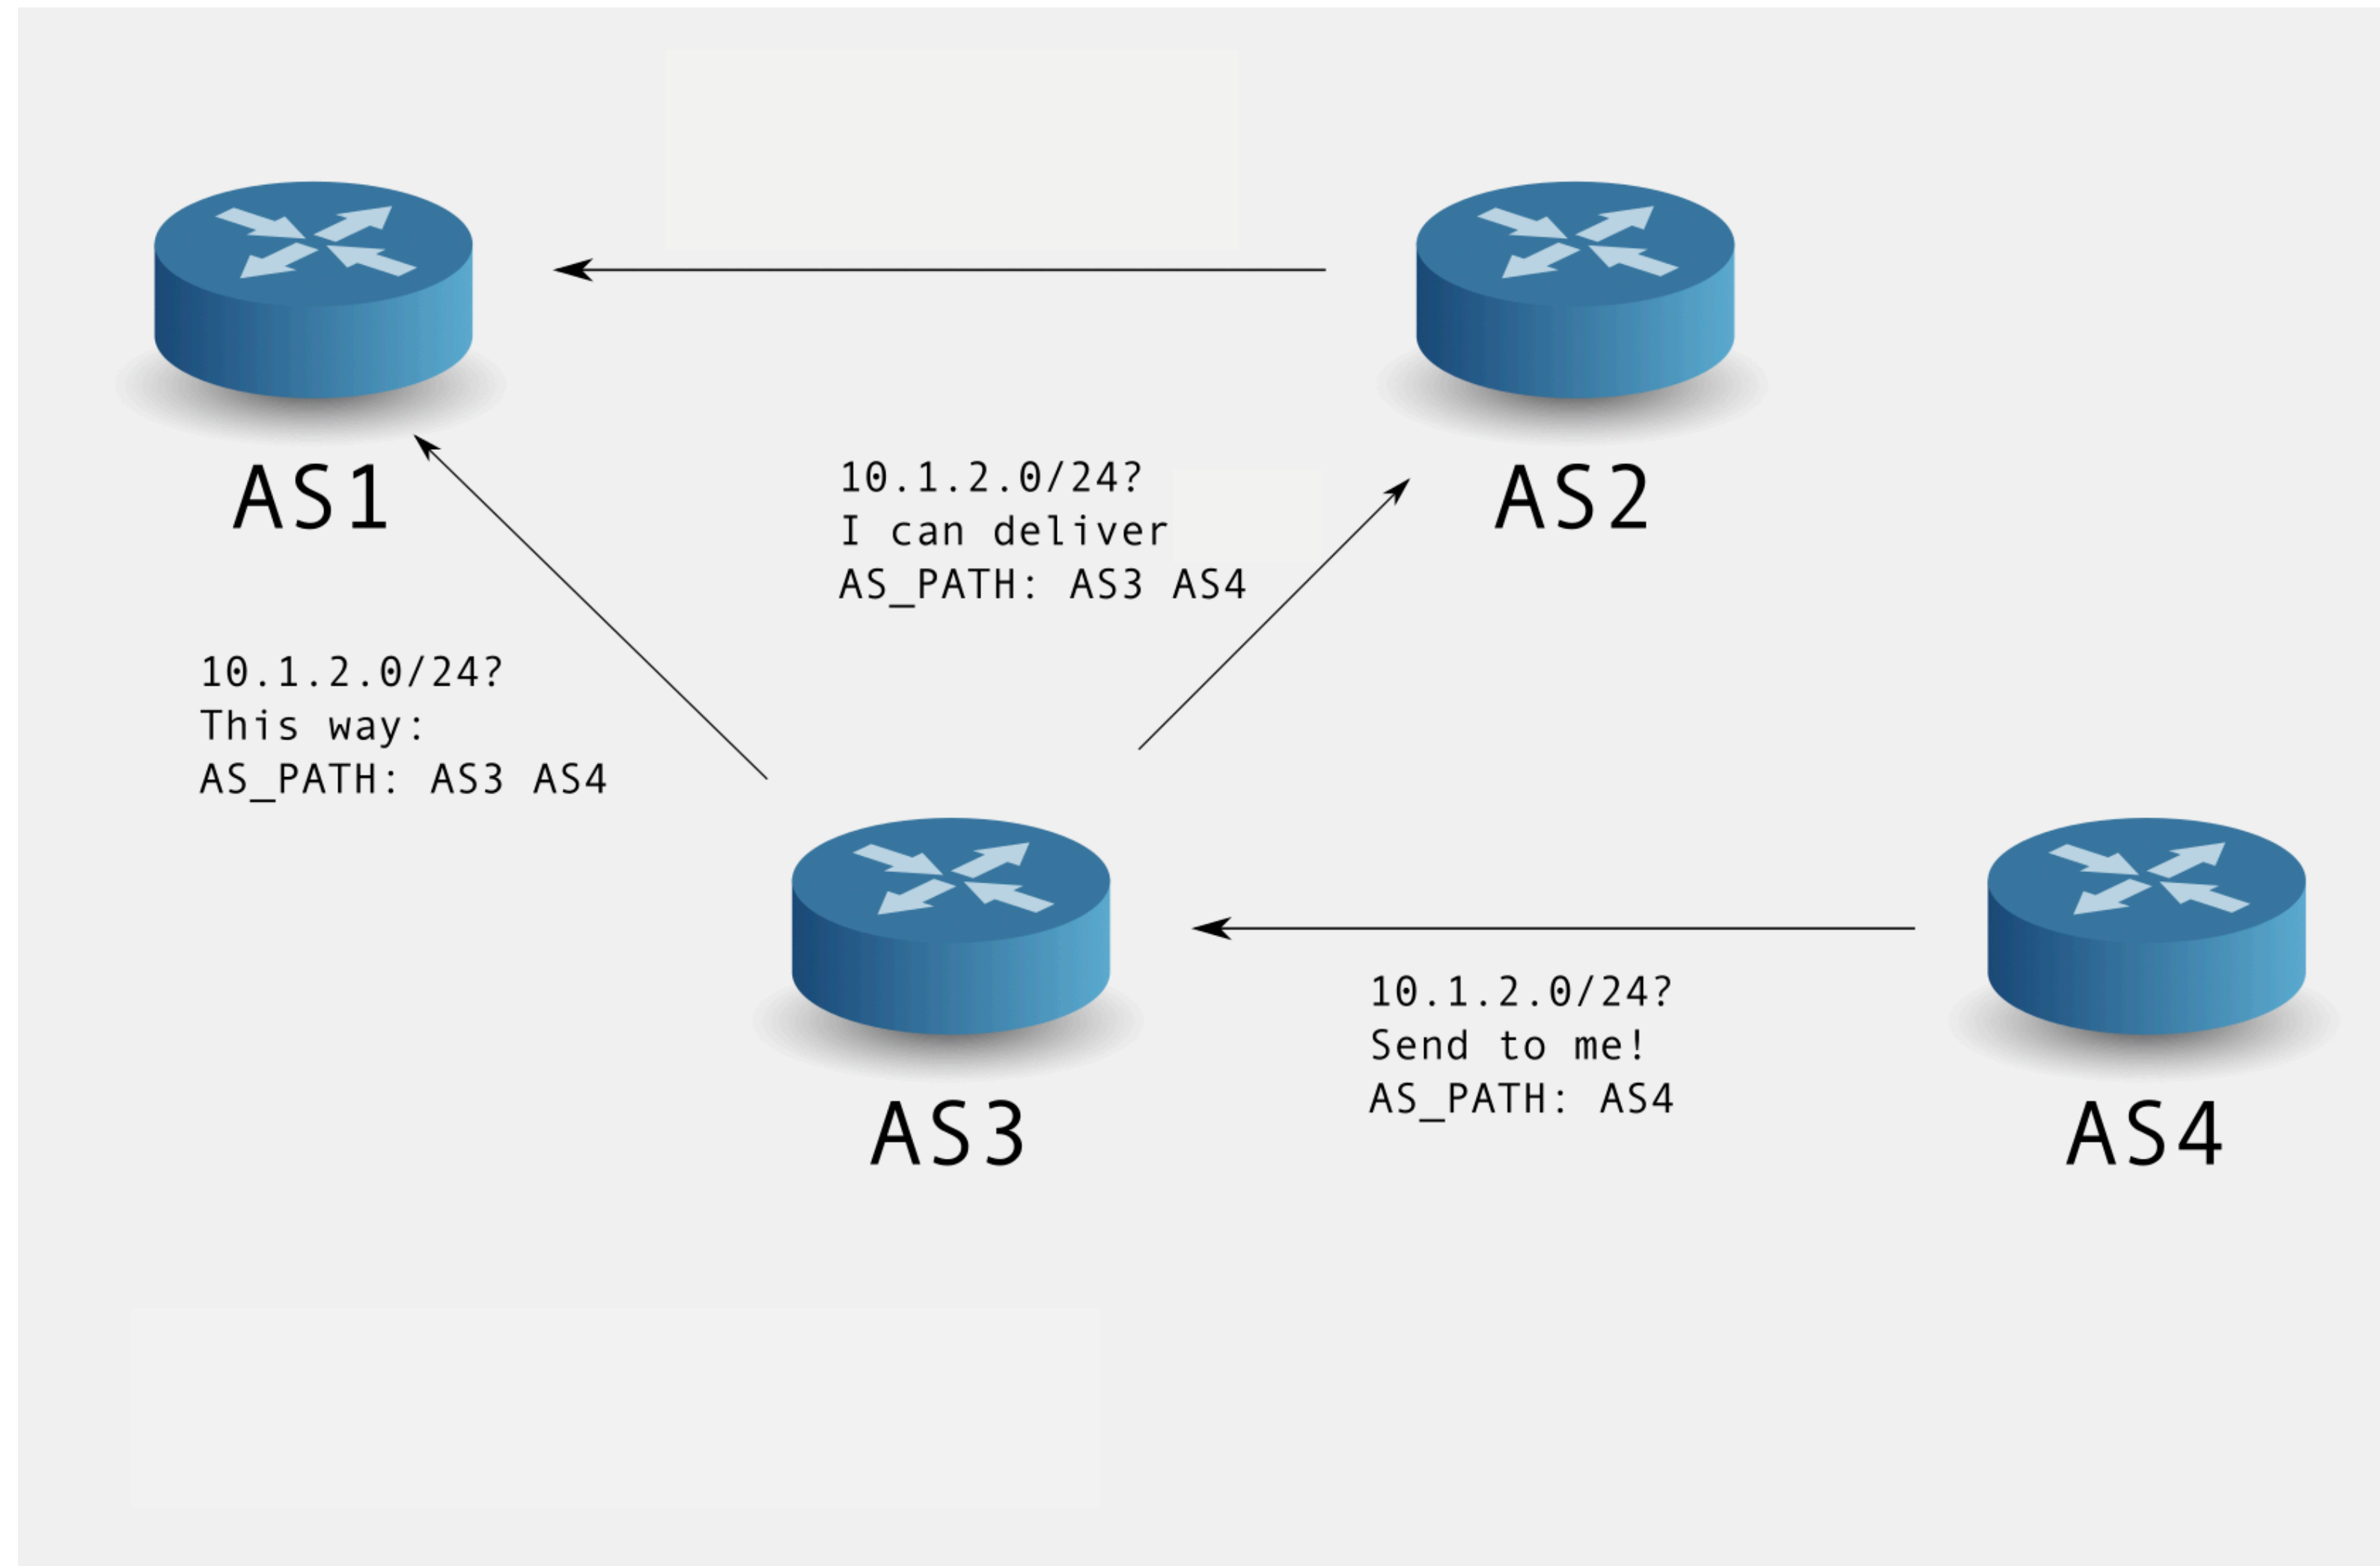 AS1
AS2
10.1.2.0/24?
I can deliver
AS_PATH: AS3 AS4
10.1.2.0/24?
This way:
AS_PATH: AS3 AS4
10.1.2.0/24?
Send to me!
AS_PATH: AS4
AS3
AS4